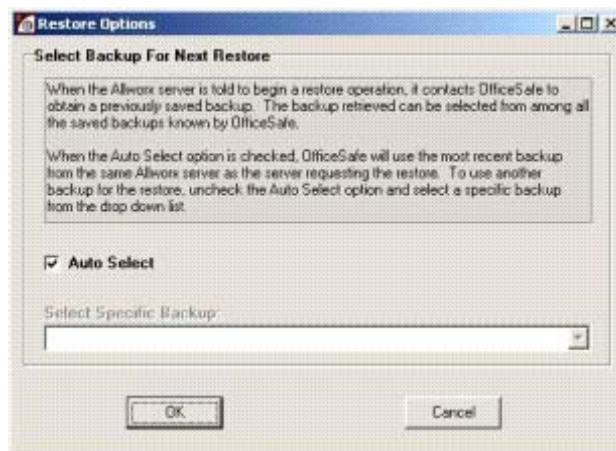 Restore Options
Select Backup For Next Restore
When the Allworx server is told to begin a restore operation, it contacts OfficeSafe to
obtain a previously saved backup. The backup retrieved can be selected from among all
the saved backups known by OfficeSafe.
When the Auto Select option is checked, OfficeSafe will use the most recent backup
from the same Allworx server as the server requesting the restore. To use another
backup for the restore, uncheck the Auto Select option and select a specific backup
from the drop down list.
Auto Select
Select Specific Backup:
OK
Cancel